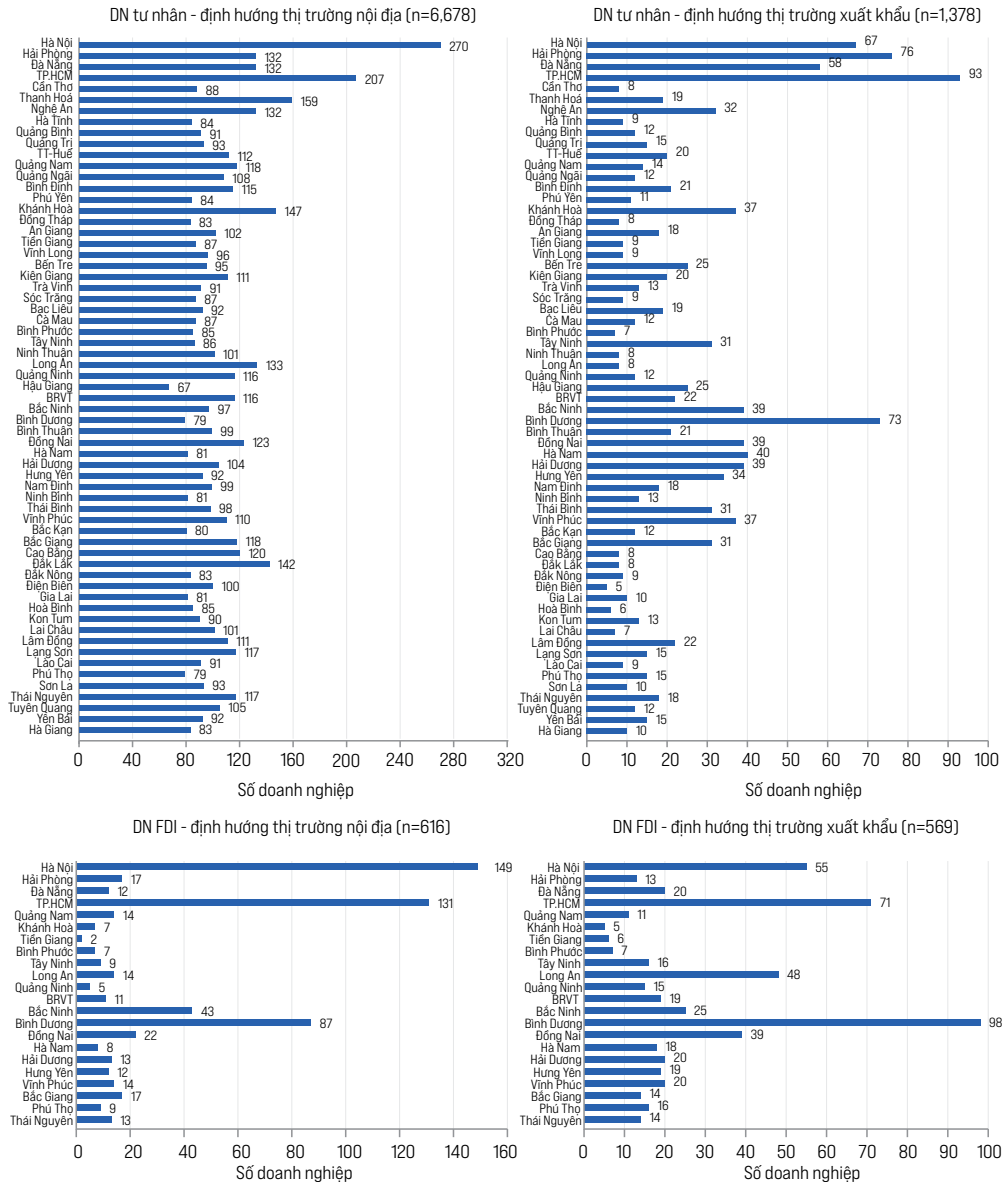 DN tư nhân - định hướng thị trường nội địa (n=6,678)
Hà Nội 270
Hải Phòng 132
Đà Nẵng 132
TP.HCM 207
Cần Thơ 88
Thanh Hoá 159
Nghệ An 132
Hà Tĩnh 84
Quảng Bình 91
Quảng Trị 93
TT-Huế 112
Quảng Nam 118
Quảng Ngãi 108
Bình Định 115
Phú Yên 84
Khánh Hoà 147
Đồng Tháp 83
An Giang 102
Tiền Giang 87
Vĩnh Long 96
Bến Tre 95
Kiên Giang 111
Trà Vinh 91
Sóc Trăng 87
Bạc Liêu 92
Cà Mau 87
Bình Phước 85
Tây Ninh 86
Ninh Thuận 101
Long An 133
Quảng Ninh 116
Hậu Giang 67
BRVT 116
Bắc Ninh 97
Bình Dương 79
Bình Thuận 99
Đồng Nai 123
Hà Nam 81
Hải Dương 104
Hưng Yên 92
Nam Định 99
Ninh Bình 81
Thái Bình 98
Vĩnh Phúc 110
Bắc Kạn 80
Bắc Giang 118
Cao Bằng 120
Đắk Lắk 142
Đắk Nông 83
Điện Biên 100
Gia Lai 81
Hoà Bình 85
Kon Tum 90
Lai Châu 101
Lâm Đồng 111
Lạng Sơn 117
Lào Cai 91
Phú Thọ 79
Sơn La 93
Thái Nguyên 117
Tuyên Quang 105
Yên Bái 92
Hà Giang 83
0 40 80 120 160 200 240 280 320
Số doanh nghiệp
DN tư nhân - định hướng thị trường xuất khẩu (n=1,378)
Hà Nội 67
Hải Phòng 76
Đà Nẵng 58
TP.HCM 93
Cần Thơ 8
Thanh Hoá 19
Nghệ An 32
Hà Tĩnh 9
Quảng Bình 12
Quảng Trị 15
TT-Huế 20
Quảng Nam 14
Quảng Ngãi 12
Bình Định 21
Phú Yên 11
Khánh Hoà 37
Đồng Tháp 8
An Giang 18
Tiền Giang 9
Vĩnh Long 9
Bến Tre 25
Kiên Giang 20
Trà Vinh 13
Sóc Trăng 9
Bạc Liêu 19
Cà Mau 12
Bình Phước 7
Tây Ninh 31
Ninh Thuận 8
Long An 8
Quảng Ninh 12
Hậu Giang 25
BRVT 22
Bắc Ninh 39
Bình Dương 73
Bình Thuận 21
Đồng Nai 39
Hà Nam 40
Hải Dương 39
Hưng Yên 34
Nam Định 18
Ninh Bình 13
Thái Bình 31
Vĩnh Phúc 37
Bắc Kạn 12
Bắc Giang 31
Cao Bằng 8
Đắk Lắk 8
Đắk Nông 9
Điện Biên 5
Gia Lai 10
Hoà Bình 6
Kon Tum 13
Lai Châu 7
Lâm Đồng 22
Lạng Sơn 15
Lào Cai 9
Phú Thọ 15
Sơn La 10
Thái Nguyên 18
Tuyên Quang 12
Yên Bái 15
Hà Giang 10
0 10 20 30 40 50 60 70 80 90 100
Số doanh nghiệp
DN FDI - định hướng thị trường nội địa (n=616)
Hà Nội 149
Hải Phòng 17
Đà Nẵng 12
TP.HCM 131
Quảng Nam 14
Khánh Hoà 7
Tiền Giang 2
Bình Phước 7
Tây Ninh 9
Long An 14
Quảng Ninh 5
BRVT 11
Bắc Ninh 43
Bình Dương 87
Đồng Nai 22
Hà Nam 8
Hải Dương 13
Hưng Yên 12
Vĩnh Phúc 14
Bắc Giang 17
Phú Thọ 9
Thái Nguyên 13
0 20 40 60 80 100 120 140 160
Số doanh nghiệp
DN FDI - định hướng thị trường xuất khẩu (n=569)
Hà Nội 55
Hải Phòng 13
Đà Nẵng 20
TP.HCM 71
Quảng Nam 11
Khánh Hoà 5
Tiền Giang 6
Bình Phước 7
Tây Ninh 16
Long An 48
Quảng Ninh 15
BRVT 19
Bắc Ninh 25
Bình Dương 98
Đồng Nai 39
Hà Nam 18
Hải Dương 20
Hưng Yên 19
Vĩnh Phúc 20
Bắc Giang 14
Phú Thọ 16
Thái Nguyên 14
0 10 20 30 40 50 60 70 80 90 100
Số doanh nghiệp